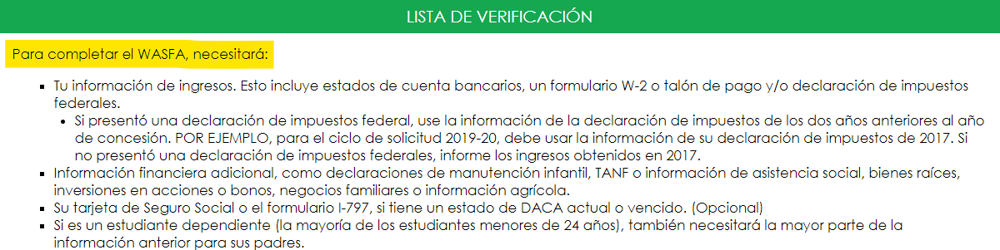 LISTA DE VERIFICACIÓN
Para completar el WASFA, necesitará:
▪ Tu información de ingresos. Esto incluye estados de cuenta bancarios, un formulario W-2 o talón de pago y/o declaración de impuestos
federales.
• Si presentó una declaración de impuestos federal, use la información de la declaración de impuestos de los dos años anteriores al año
de concesión. POR EJEMPLO, para el ciclo de solicitud 2019-20, debe usar la información de su declaración de impuestos de 2017. Si
no presentó una declaración de impuestos federales, informe los ingresos obtenidos en 2017.
▪ Información financiera adicional, como declaraciones de manutención infantil, TANF o información de asistencia social, bienes raíces,
inversiones en acciones o bonos, negocios familiares o información agrícola.
▪ Su tarjeta de Seguro Social o el formulario I-797, si tiene un estado de DACA actual o vencido. (Opcional)
▪ Si es un estudiante dependiente (la mayoría de los estudiantes menores de 24 años), también necesitará la mayor parte de la
información anterior para sus padres.